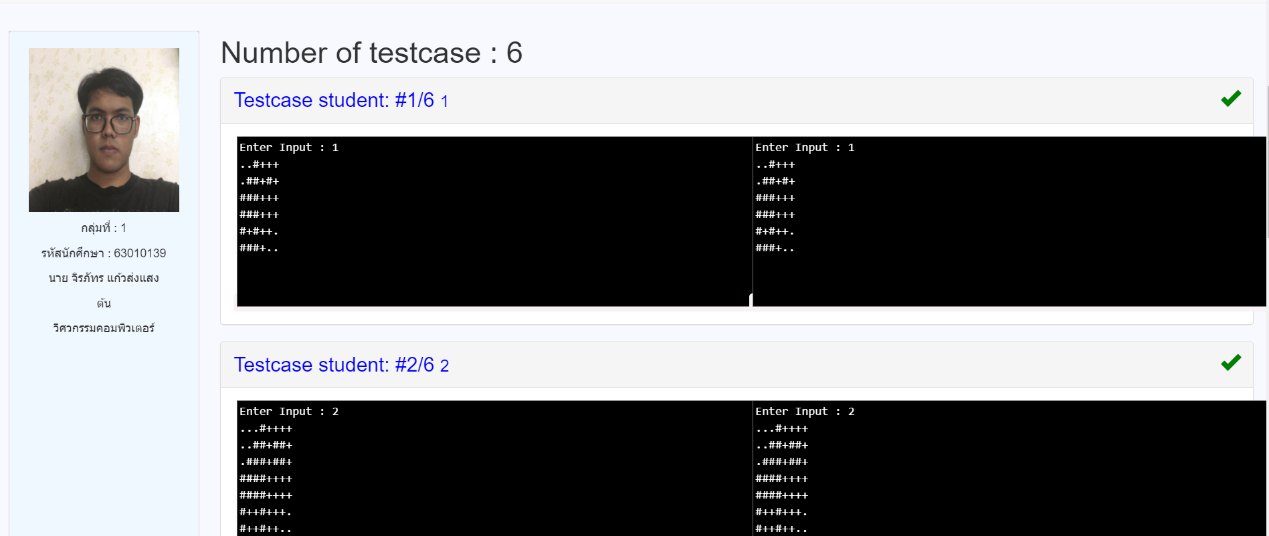 Number of testcase : 6
Testcase student: #1/6 1
Enter Input : 1
..#+++
.##+#+
###+++
###+++
#+#++.
###+..
Enter Input : 1
..#+++
.##+#+
###+++
###+++
#+#++.
###+..
กลุ่มที่ : 1
รหัสนักศึกษา : 63010139
นาย จิรภัทร แก้วส่งแสง
ต้น
วิศวกรรมคอมพิวเตอร์
Testcase student: #2/6 2
Enter Input : 2
...#++++
..##+##+
.###+##+
####++++
####++++
#++#+++.
#++#++..
Enter Input : 2
...#++++
..##+##+
.###+##+
####++++
####++++
#++#+++.
#++#++..